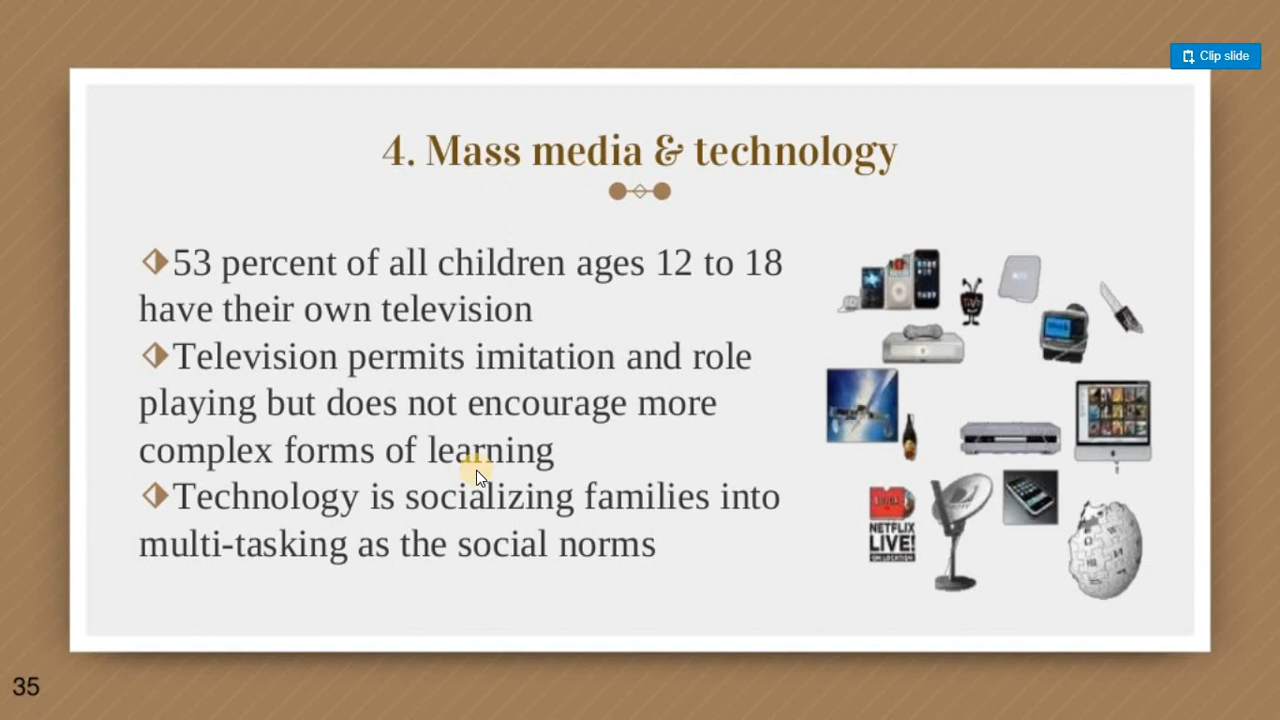 Clip slide
4. Mass media & technology
53 percent of all children ages 12 to 18
have their own television
Television permits imitation and role
playing but does not encourage more
complex forms of learning
Technology is socializing families into
multi-tasking as the social norms
NETFLIX
LIVE!
ON LOCATION
W
35